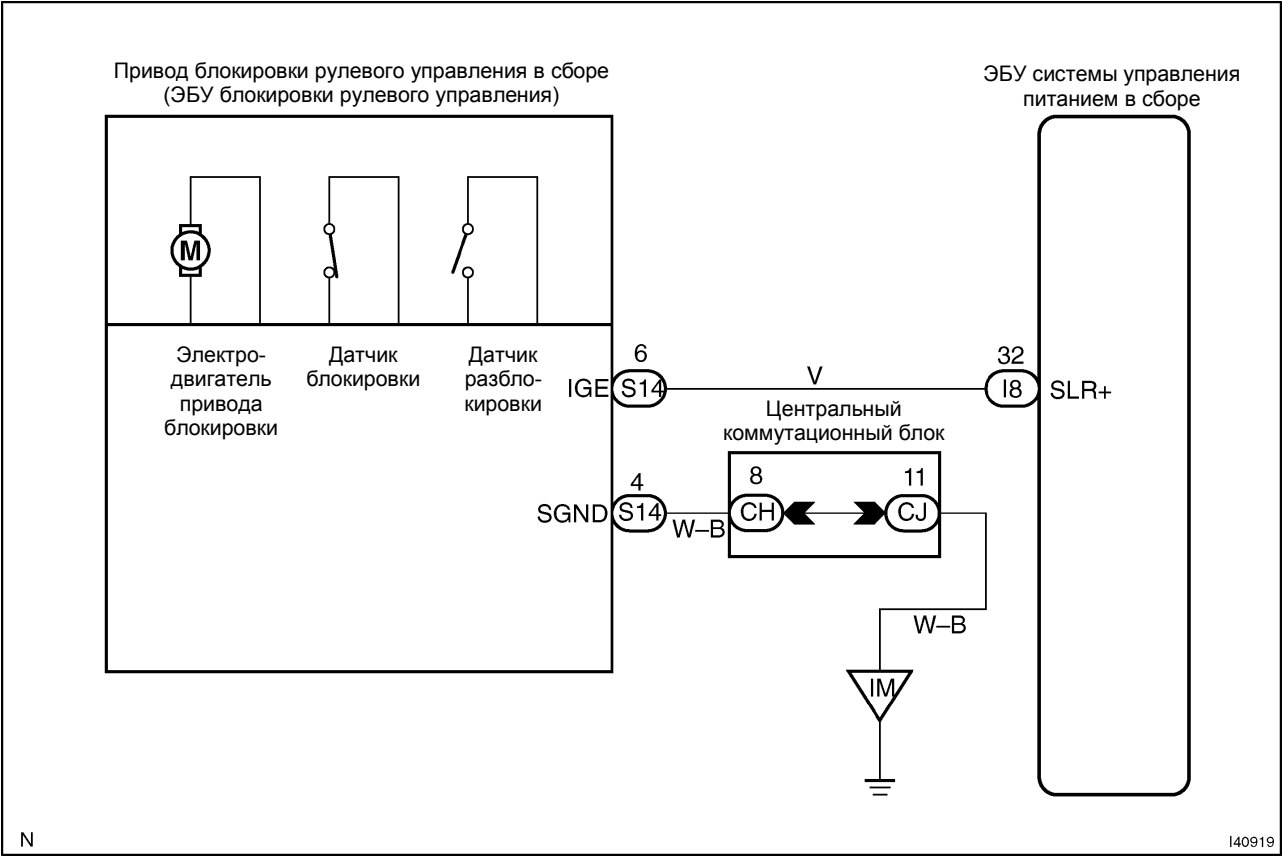 Привод блокировки рулевого управления в сборе
(ЭБУ блокировки рулевого управления)
ЭБУ системы управления
питанием в сборе
M
Электро-
двигатель
привода
блокировки
Датчик
блокировки
Датчик
разбло-
кировки
6
IGE
S14
V
32
I8
SLR+
Центральный
коммутационный блок
4
SGND
S14
W–B
8
CH
11
CJ
W–B
IM
N
I40919